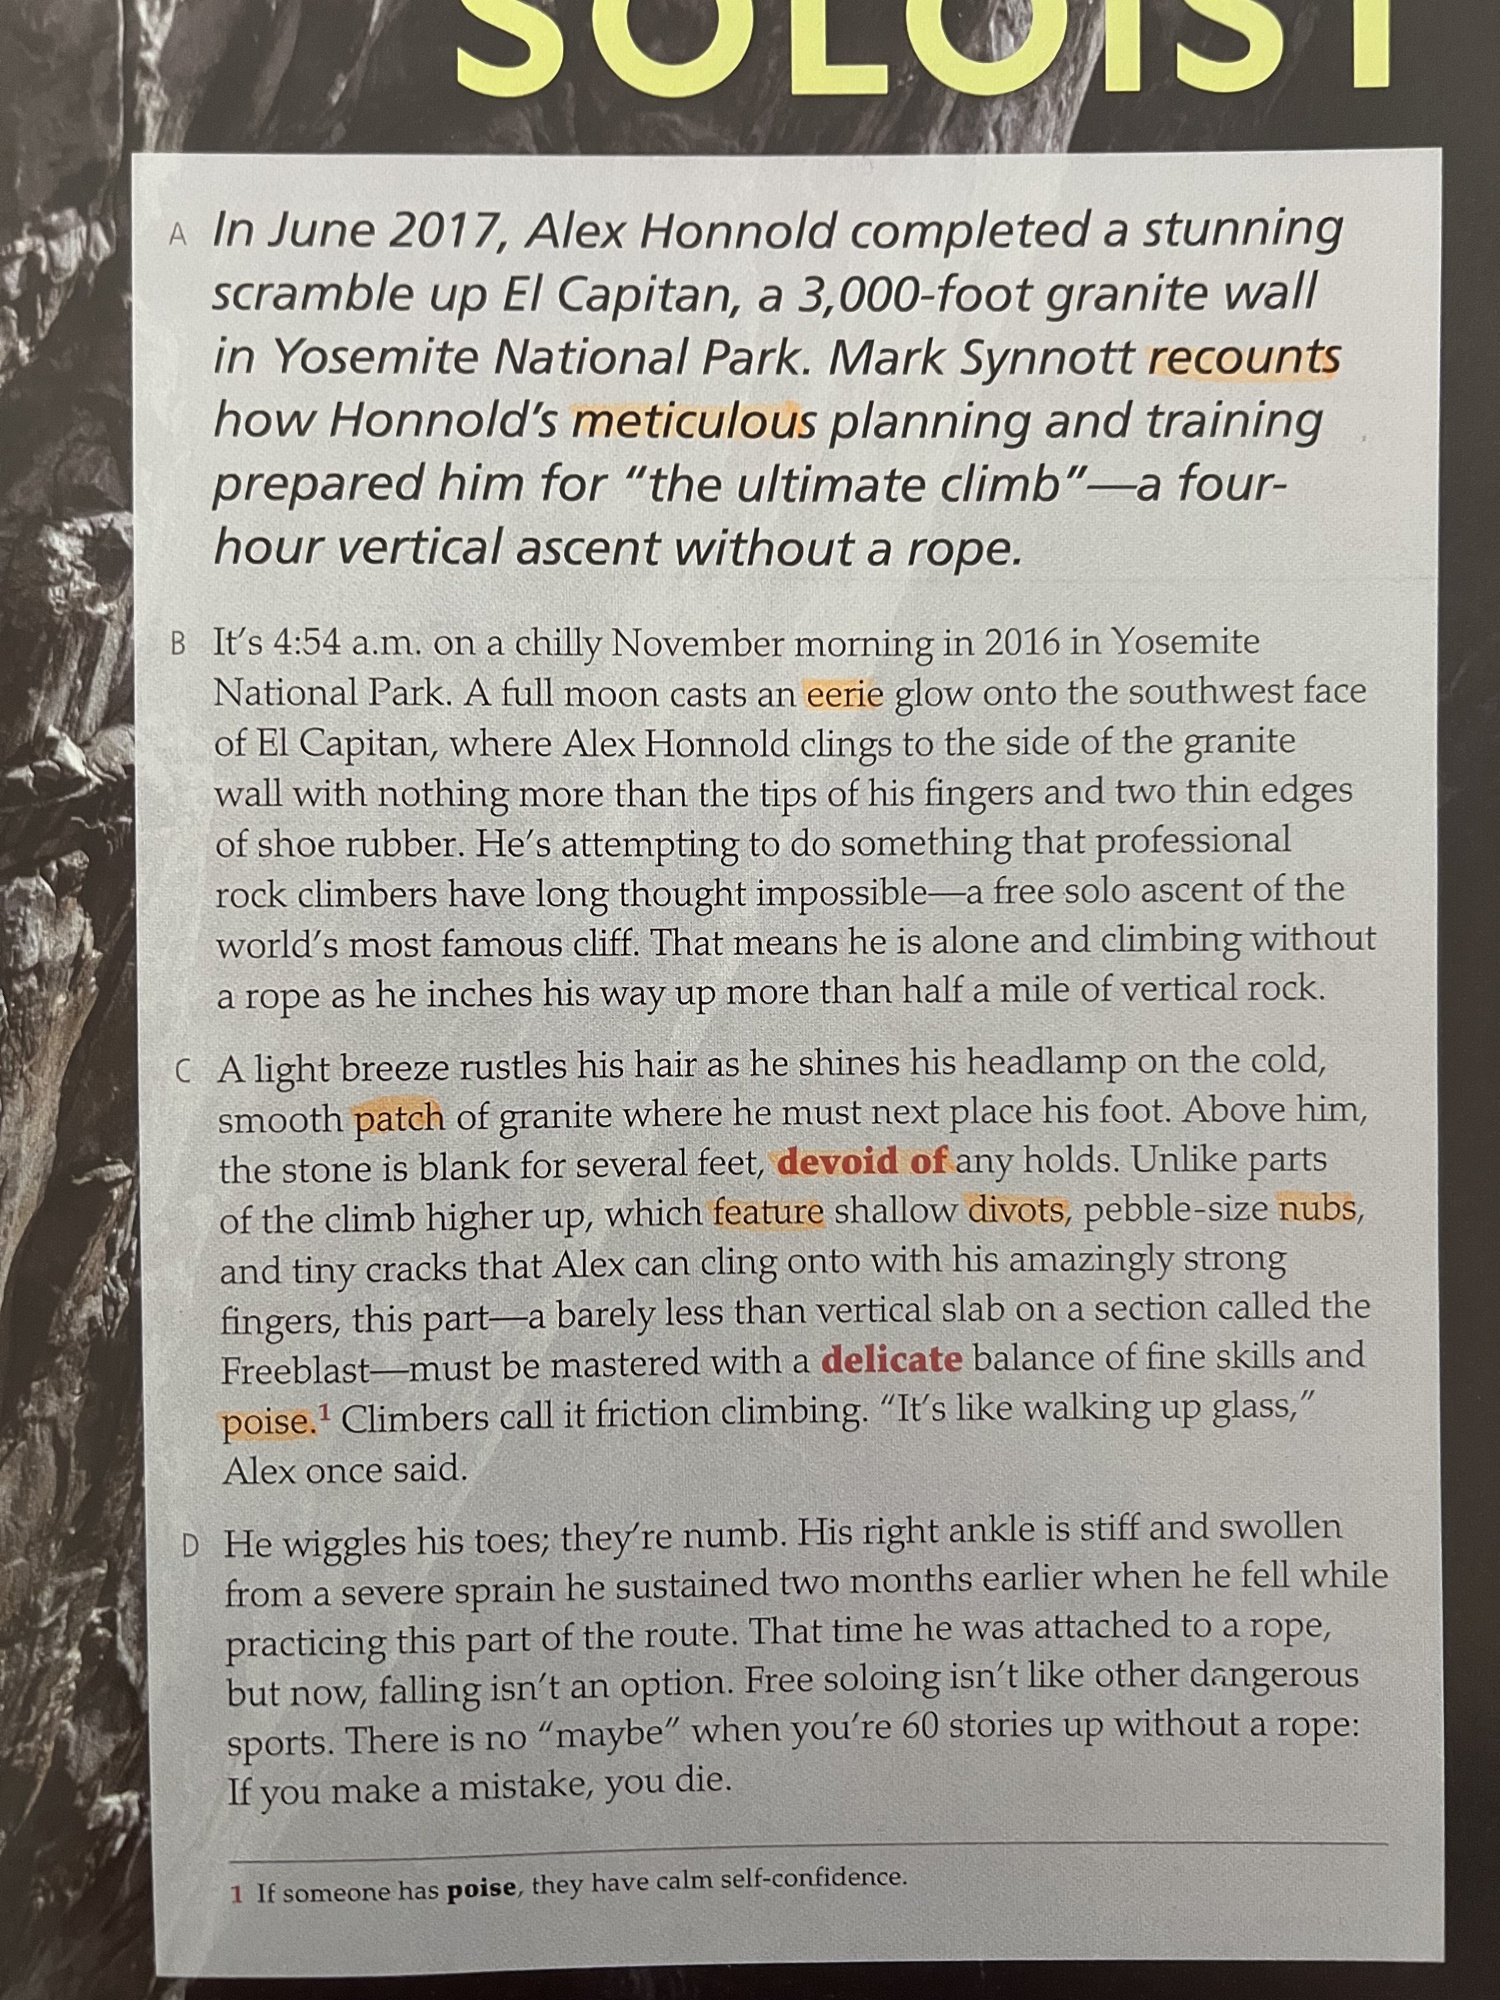 SOLOIST
A In June 2017, Alex Honnold completed a stunning
scramble up El Capitan, a 3,000-foot granite wall
in Yosemite National Park. Mark Synnott recounts
how Honnold's meticulous planning and training
prepared him for “the ultimate climb”—a four-
hour vertical ascent without a rope.
B It's 4:54 a.m. on a chilly November morning in 2016 in Yosemite
National Park. A full moon casts an eerie glow onto the southwest face
of El Capitan, where Alex Honnold clings to the side of the granite
wall with nothing more than the tips of his fingers and two thin edges
of shoe rubber. He's attempting to do something that professional
rock climbers have long thought impossible—a free solo ascent of the
world's most famous cliff. That means he is alone and climbing without
a rope as he inches his way up more than half a mile of vertical rock.
C A light breeze rustles his hair as he shines his headlamp on the cold,
smooth patch of granite where he must next place his foot. Above him,
the stone is blank for several feet, devoid of any holds. Unlike parts
of the climb higher up, which feature shallow divots, pebble-size nubs,
and tiny cracks that Alex can cling onto with his amazingly strong
fingers, this part—a barely less than vertical slab on a section called the
Freeblast—must be mastered with a delicate balance of fine skills and
poise.1 Climbers call it friction climbing. “It's like walking up glass,”
Alex once said.
D He wiggles his toes; they're numb. His right ankle is stiff and swollen
from a severe sprain he sustained two months earlier when he fell while
practicing this part of the route. That time he was attached to a rope,
but now, falling isn't an option. Free soloing isn't like other dangerous
sports. There is no “maybe” when you're 60 stories up without a rope:
If you make a mistake, you die.
1 If someone has poise, they have calm self-confidence.